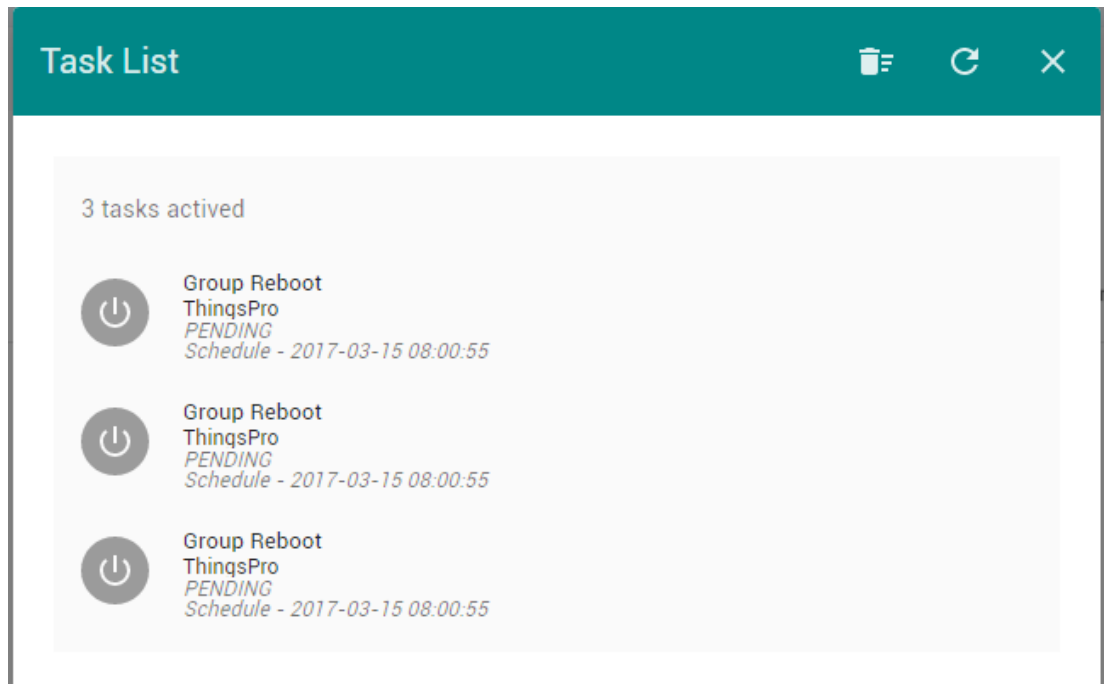 Task List
3 tasks actived
Group Reboot
ThingsPro
PENDING
Schedule - 2017-03-15 08:00:55
Group Reboot
ThingsPro
PENDING
Schedule - 2017-03-15 08:00:55
Group Reboot
ThingsPro
PENDING
Schedule - 2017-03-15 08:00:55